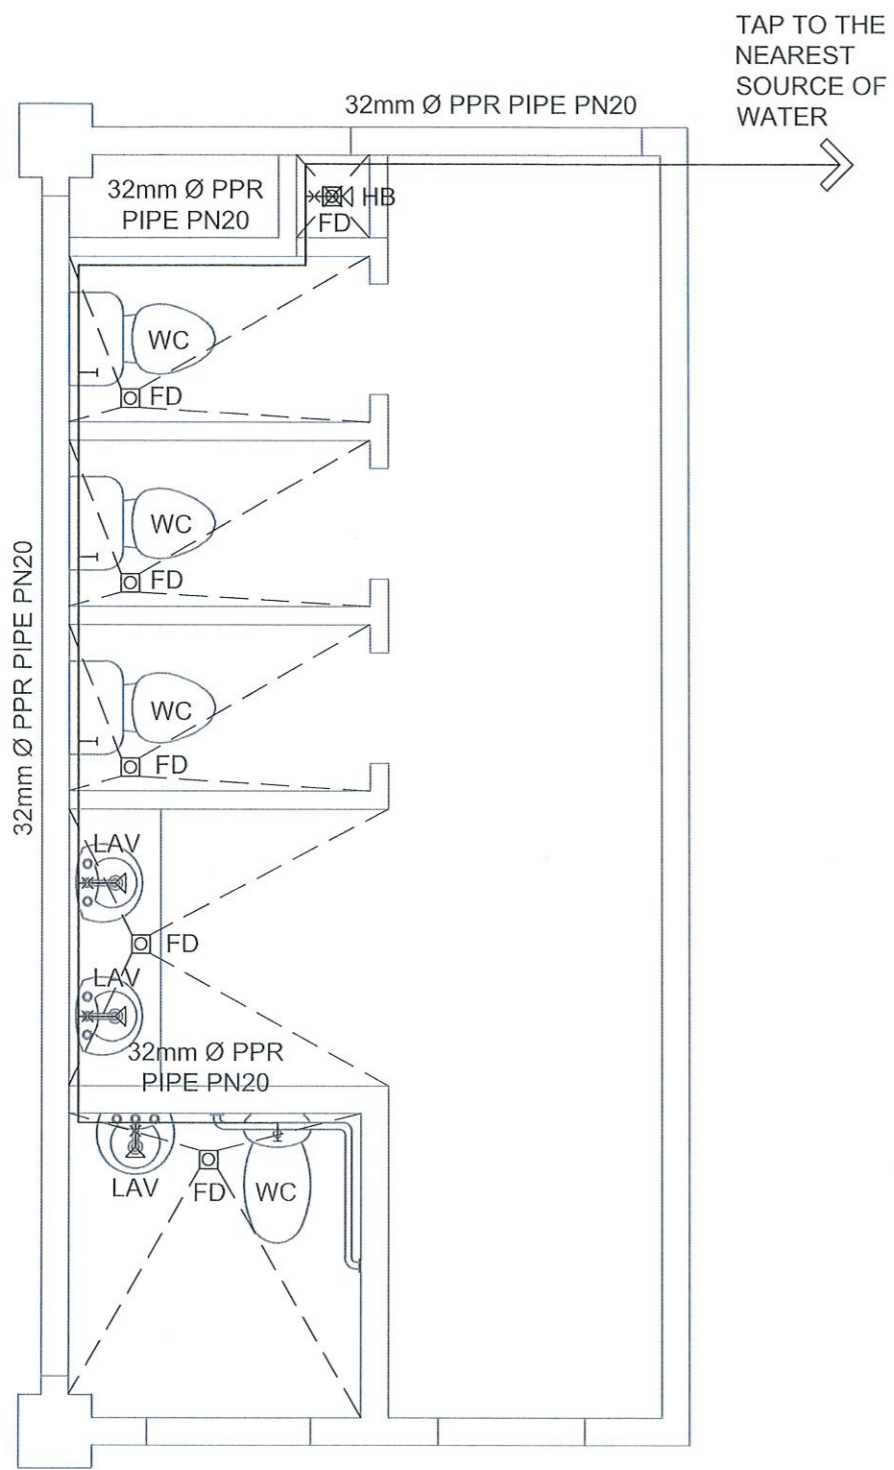 TAP TO THE
NEAREST
SOURCE OF
WATER
32mm Ø PPR PIPE PN20
32mm Ø PPR
PIPE PN20
HB
FD
WC
FD
WC
FD
32mm Ø PPR PIPE PN20
WC
FD
LAV
FD
LAV
32mm Ø PPR
PIPE PN20
LAV
FD
WC